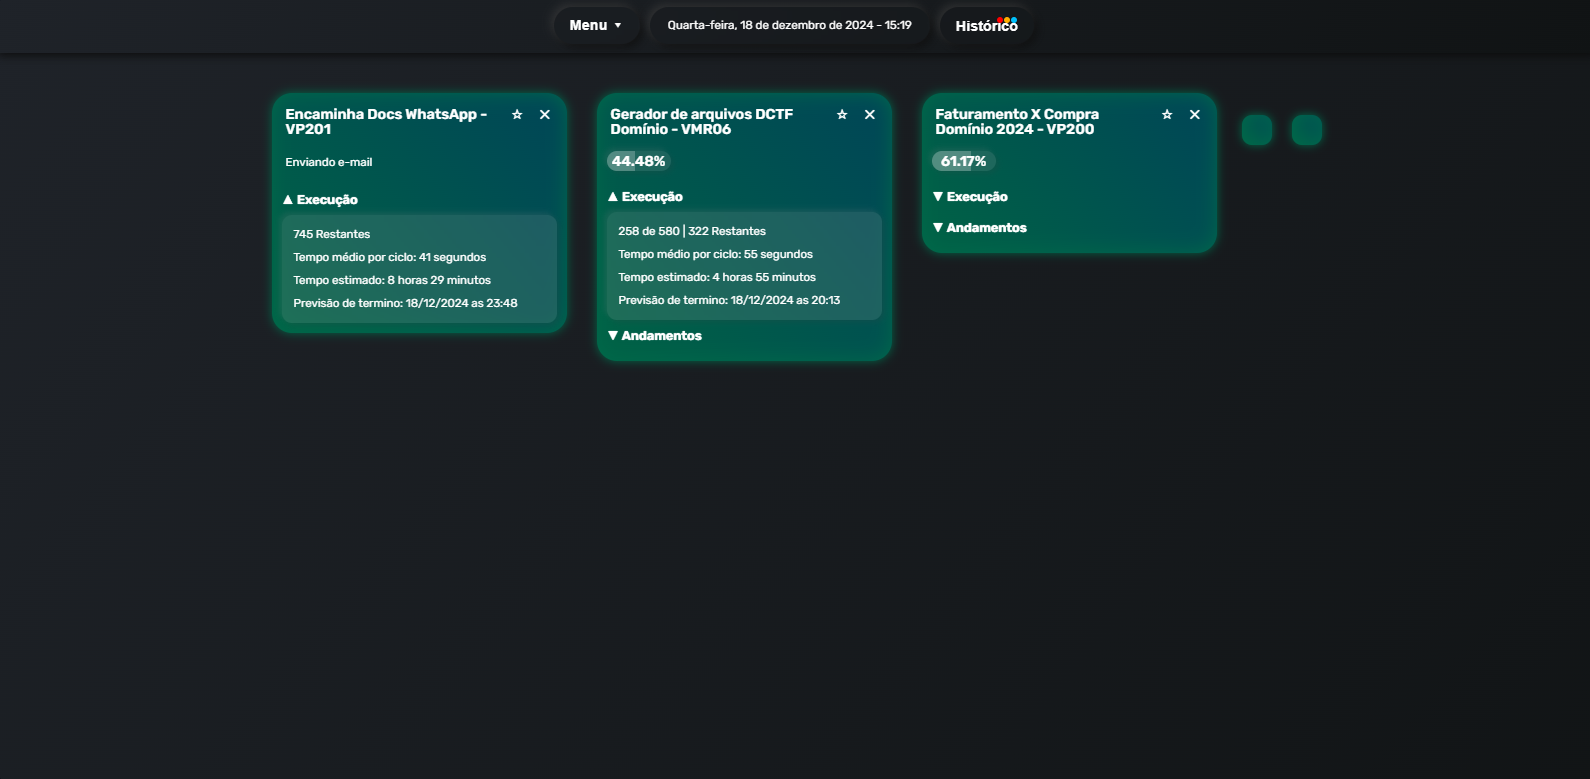 Menu ▼
Quarta-feira, 18 de dezembro de 2024 - 15:19
Histórico
Encaminha Docs WhatsApp -
VP201
☆ ✕
Enviando e-mail
▲ Execução
745 Restantes
Tempo médio por ciclo: 41 segundos
Tempo estimado: 8 horas 29 minutos
Previsão de termino: 18/12/2024 as 23:48
Gerador de arquivos DCTF
Domínio - VMR06
☆ ✕
44.48%
▲ Execução
258 de 580 | 322 Restantes
Tempo médio por ciclo: 55 segundos
Tempo estimado: 4 horas 55 minutos
Previsão de termino: 18/12/2024 as 20:13
▼ Andamentos
Faturamento X Compra
Domínio 2024 - VP200
☆ ✕
61.17%
▼ Execução
▼ Andamentos